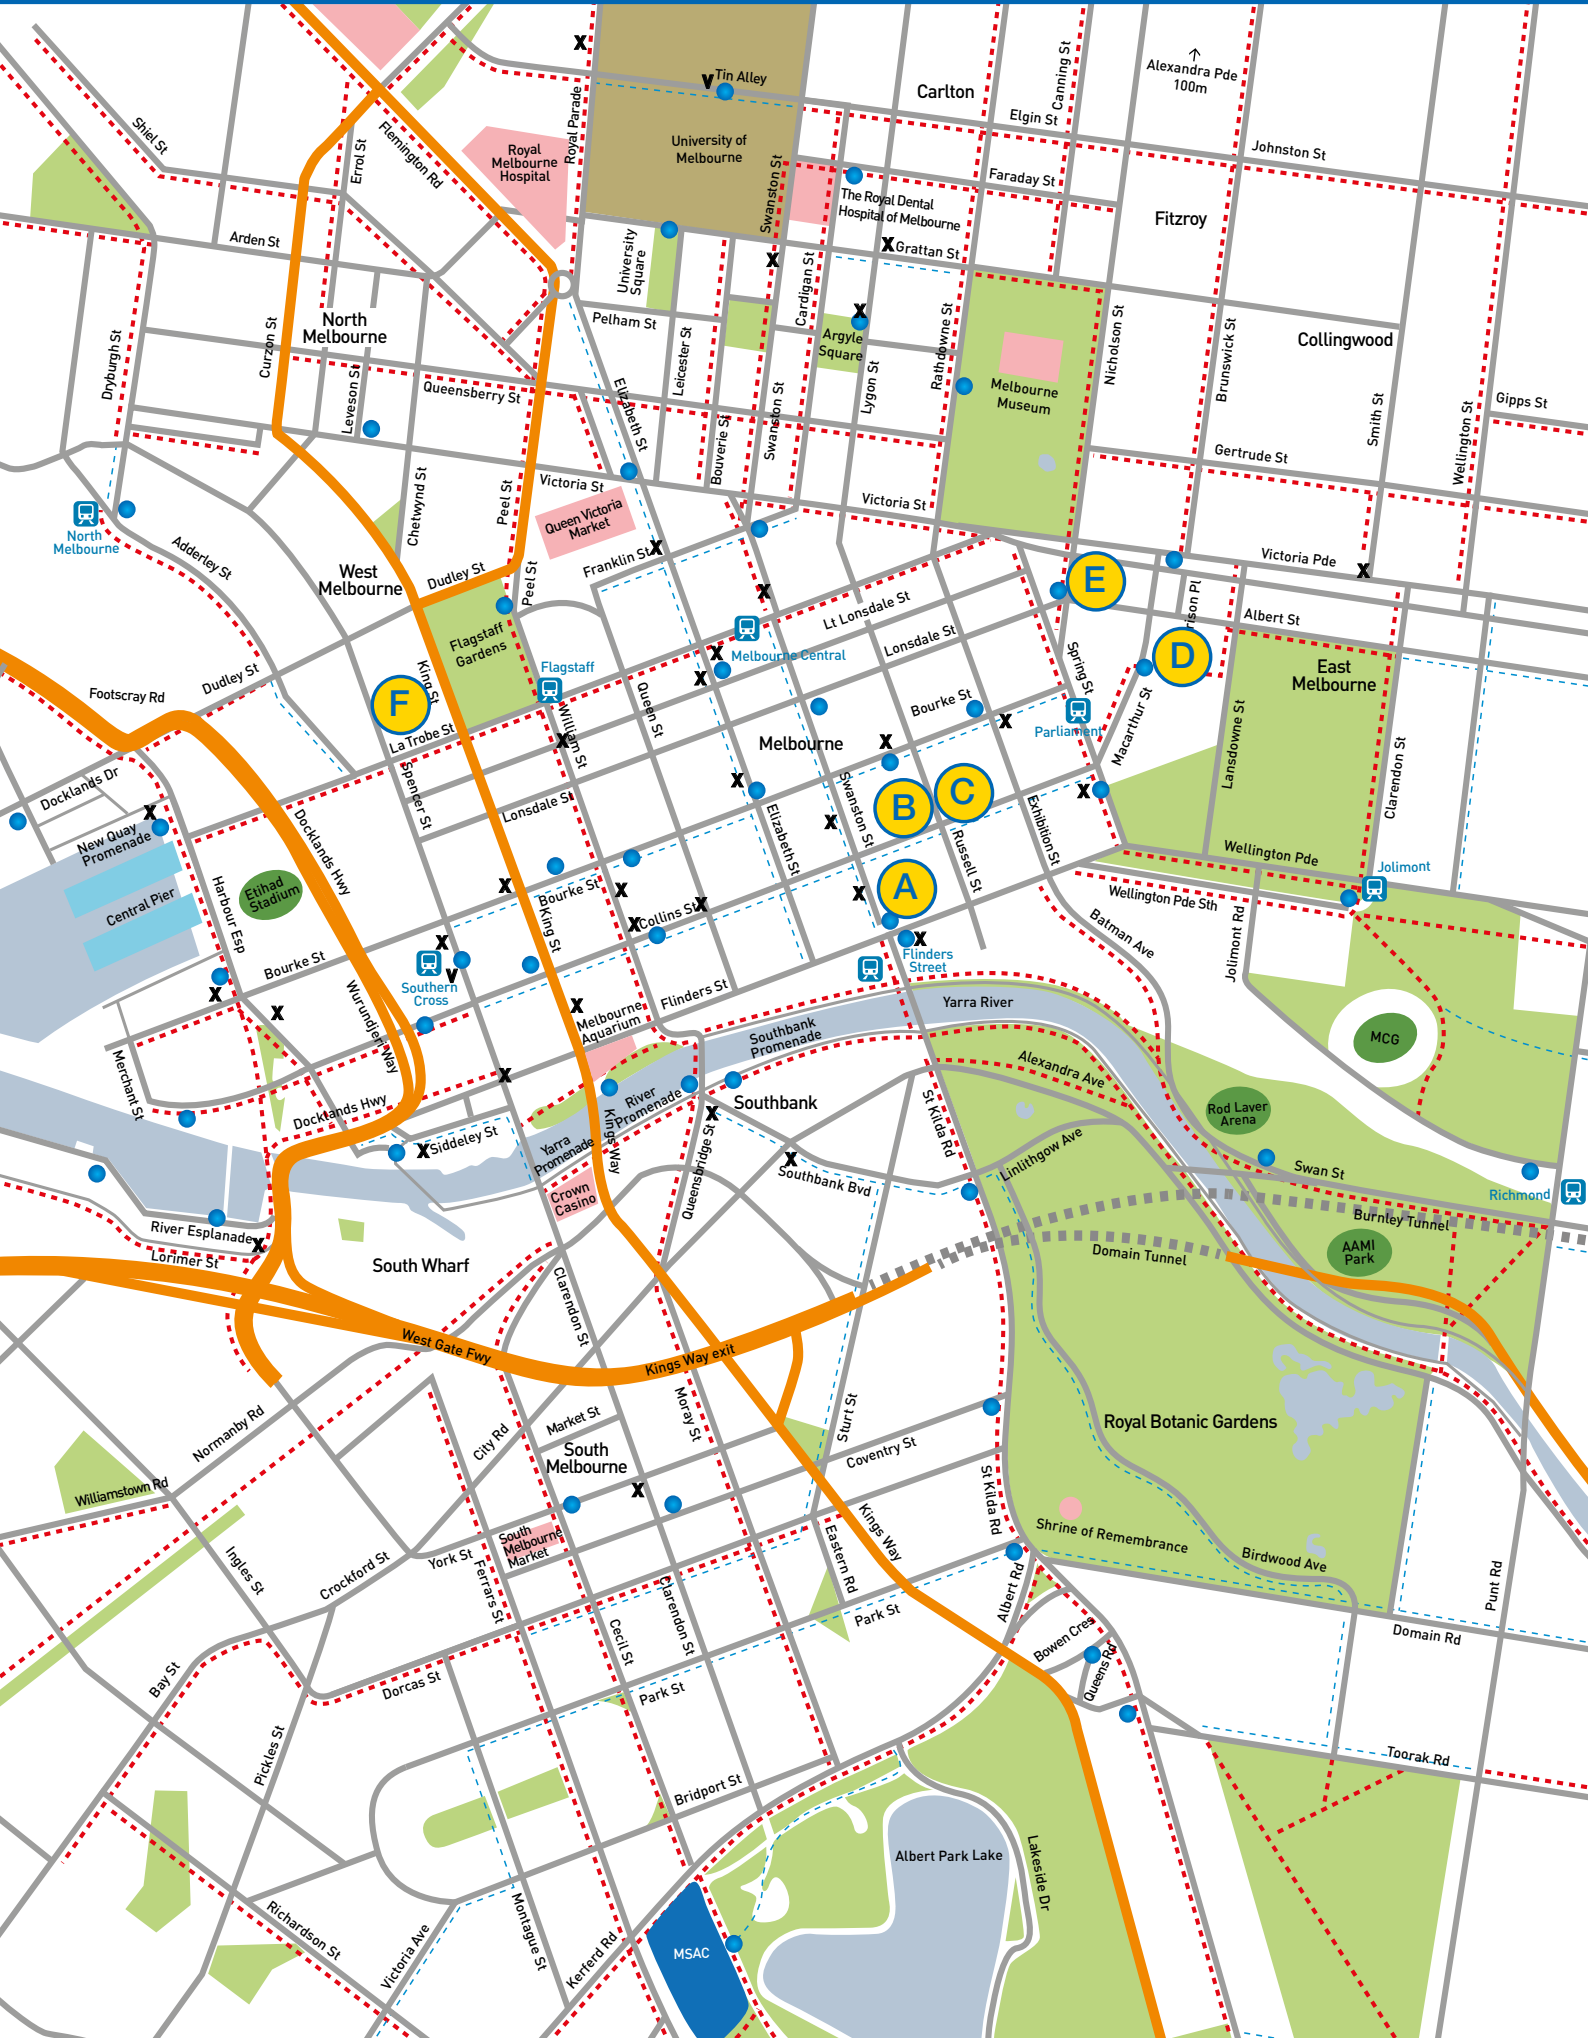 Tin Alley
Carlton
Canning St
Alexandra Pde
100m
Shiel St
Errol St
Flemington Rd
Royal
Melbourne
Hospital
Royal Parade
University of
Melbourne
Swanston St
Elgin St
Johnston St
Faraday St
The Royal Dental
Hospital of Melbourne
Fitzroy
Arden St
University
Square
Grattan St
Cardigan St
Pelham St
Leicester St
Argyle
Square
Lygon St
Rathdowne St
Nicholson St
Brunswick St
Collingwood
Melbourne
Museum
North
Melbourne
Curzon St
Dryburgh St
Leveson St
Queensberry St
Elizabeth St
Bouverie St
Swanston St
Smith St
Wellington St
Gipps St
Gertrude St
Victoria St
Victoria St
Queen Victoria
Market
Peel St
Chetwynd St
North
Melbourne
Adderley St
Franklin St
Victoria Pde
West
Melbourne
Dudley St
Peel St
E
Lt Lonsdale St
Albert St
Flagstaff
Gardens
Melbourne Central
Lonsdale St
Spring St
D
East
Melbourne
Flagstaff
Footscray Rd
Dudley St
F
King St
La Trobe St
William St
Queen St
Bourke St
Melbourne
Parliament
Macarthur St
Lansdowne St
Clarendon St
Docklands Dr
Spencer St
Lonsdale St
Swanston St
B
C
Exhibition St
New Quay
Promenade
Docklands Hwy
Elizabeth St
Russell St
Wellington Pde
Jolimont
Etihad
Stadium
Central Pier
Harbour Esp
Bourke St
A
Collins St
Wellington Pde Sth
Batman Ave
Jolimont Rd
King St
Bourke St
Southern
Cross
Flinders
Street
Flinders St
Wurundjeri Way
Melbourne
Aquarium
Yarra River
Southbank
Promenade
MCG
Merchant St
Docklands Hwy
Alexandra Ave
Rod Laver
Arena
River
Promenade
Southbank
St Kilda Rd
Siddeley St
Yarra
Promenade
Kings Way
Queensbridge St
Linlithgow Ave
Swan St
Southbank Bvd
Crown
Casino
Richmond
River Esplanade
Lorimer St
South Wharf
Burnley Tunnel
Domain Tunnel
AAMI
Park
Clarendon St
West Gate Fwy
Kings Way exit
Moray St
Sturt St
Royal Botanic Gardens
Normanby Rd
City Rd
Market St
South
Melbourne
Coventry St
St Kilda Rd
Williamstown Rd
Kings Way
Shrine of Remembrance
Birdwood Ave
South
Melbourne
Market
York St
Crockford St
Ingles St
Ferrars St
Eastern Rd
Albert Rd
Punt Rd
Clarendon St
Cecil St
Park St
Bowen Cres
Queens Rd
Domain Rd
Bay St
Dorcas St
Park St
Pickles St
Toorak Rd
Bridport St
Albert Park Lake
Lakeside Dr
Richardson St
Victoria Ave
Montague St
Kerferd Rd
MSAC